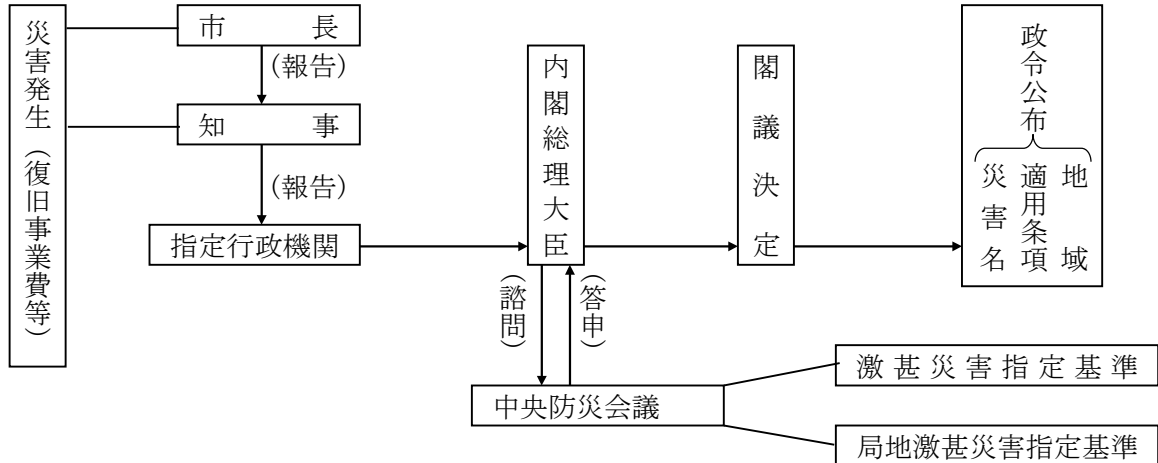 災害発生（復旧事業費等）
市長
（報告）
知事
（報告）
指定行政機関
内閣総理大臣
（諮問）
（答申）
中央防災会議
閣議決定
政令公布
地域
適用条項
災害名
激甚災害指定基準
局地激甚災害指定基準